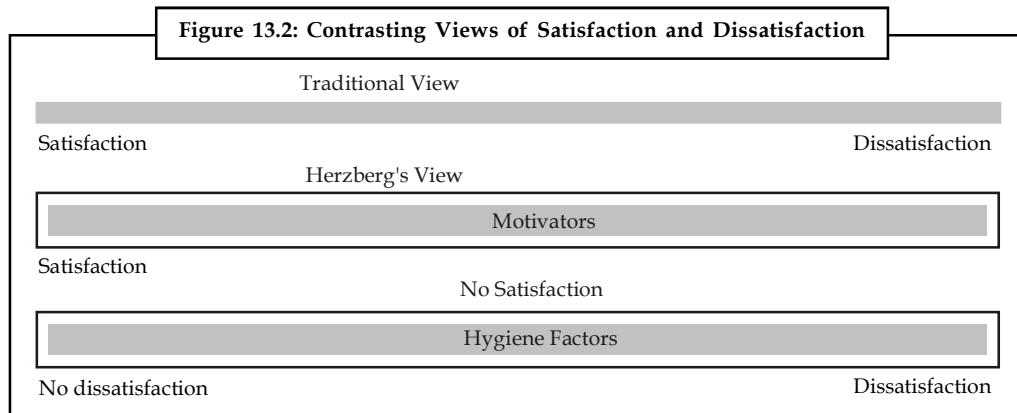 Figure 13.2: Contrasting Views of Satisfaction and Dissatisfaction
Traditional View
Satisfaction Dissatisfaction
Herzberg's View
Motivators
Satisfaction
No Satisfaction
Hygiene Factors
No dissatisfaction Dissatisfaction